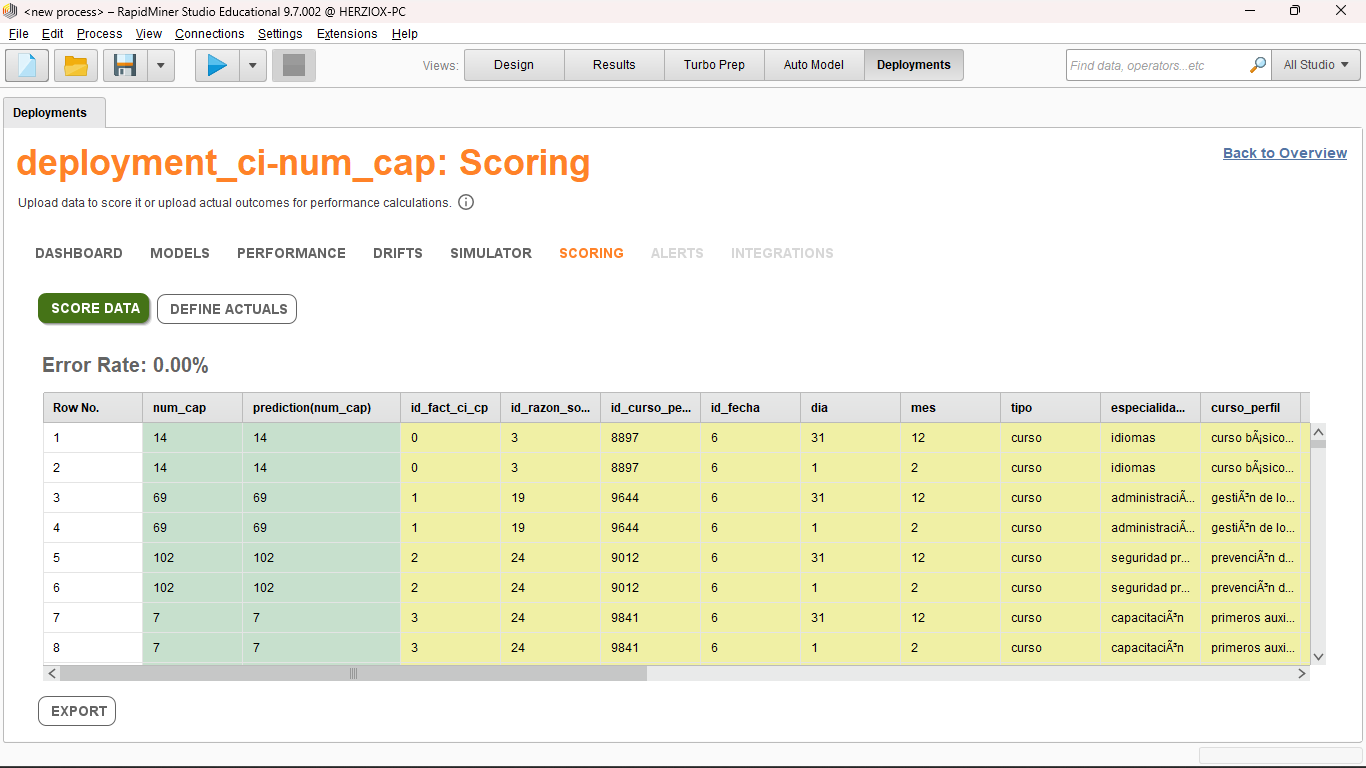 <new process> – RapidMiner Studio Educational 9.7.002 @ HERZIOX-PC
File Edit Process View Connections Settings Extensions Help
Views: Design Results Turbo Prep Auto Model Deployments Find data, operators...etc All Studio
Deployments
deployment_ci-num_cap: Scoring
Back to Overview
Upload data to score it or upload actual outcomes for performance calculations.
DASHBOARD MODELS PERFORMANCE DRIFTS SIMULATOR SCORING ALERTS INTEGRATIONS
SCORE DATA DEFINE ACTUALS
Error Rate: 0.00%
Row No. num_cap prediction(num_cap) id_fact_ci_cp id_razon_so... id_curso_pe... id_fecha dia mes tipo especialida... curso_perfil
1 14 14 0 3 8897 6 31 12 curso idiomas curso bÃ¡sico...
2 14 14 0 3 8897 6 1 2 curso idiomas curso bÃ¡sico...
3 69 69 1 19 9644 6 31 12 curso administraciÃ... gestiÃ³n de lo...
4 69 69 1 19 9644 6 1 2 curso administraciÃ... gestiÃ³n de lo...
5 102 102 2 24 9012 6 31 12 curso seguridad pr... prevenciÃ³n d...
6 102 102 2 24 9012 6 1 2 curso seguridad pr... prevenciÃ³n d...
7 7 7 3 24 9841 6 31 12 curso capacitaciÃ³n primeros auxi...
8 7 7 3 24 9841 6 1 2 curso capacitaciÃ³n primeros auxi...
EXPORT